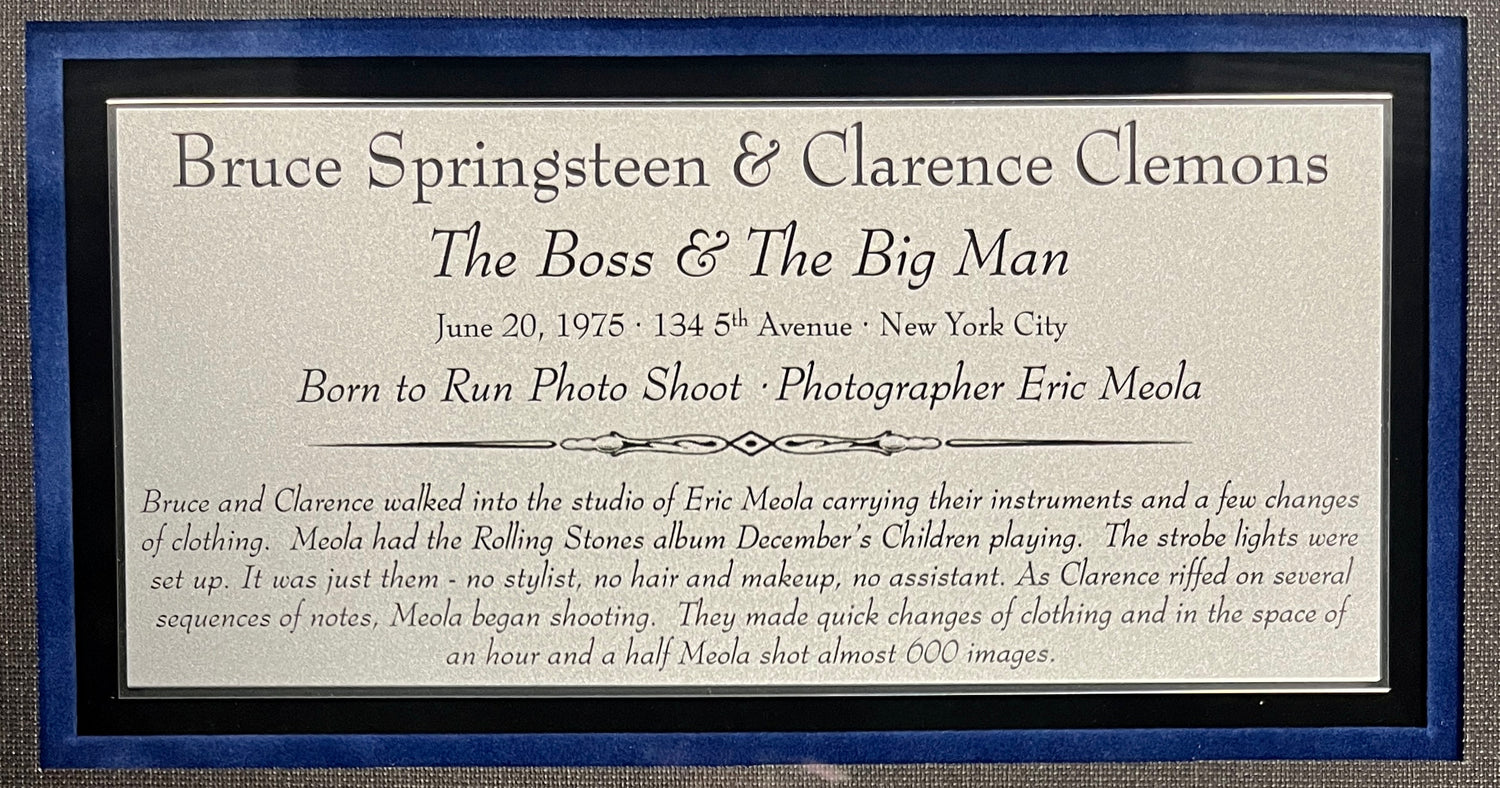 Bruce Springsteen & Clarence Clemons
The Boss & The Big Man
June 20, 1975 · 134 5th Avenue · New York City
Born to Run Photo Shoot · Photographer Eric Meola
Bruce and Clarence walked into the studio of Eric Meola carrying their instruments and a few changes
of clothing.  Meola had the Rolling Stones album December's Children playing.  The strobe lights were
set up. It was just them - no stylist, no hair and makeup, no assistant. As Clarence riffed on several
sequences of notes, Meola began shooting.  They made quick changes of clothing and in the space of
an hour and a half Meola shot almost 600 images.